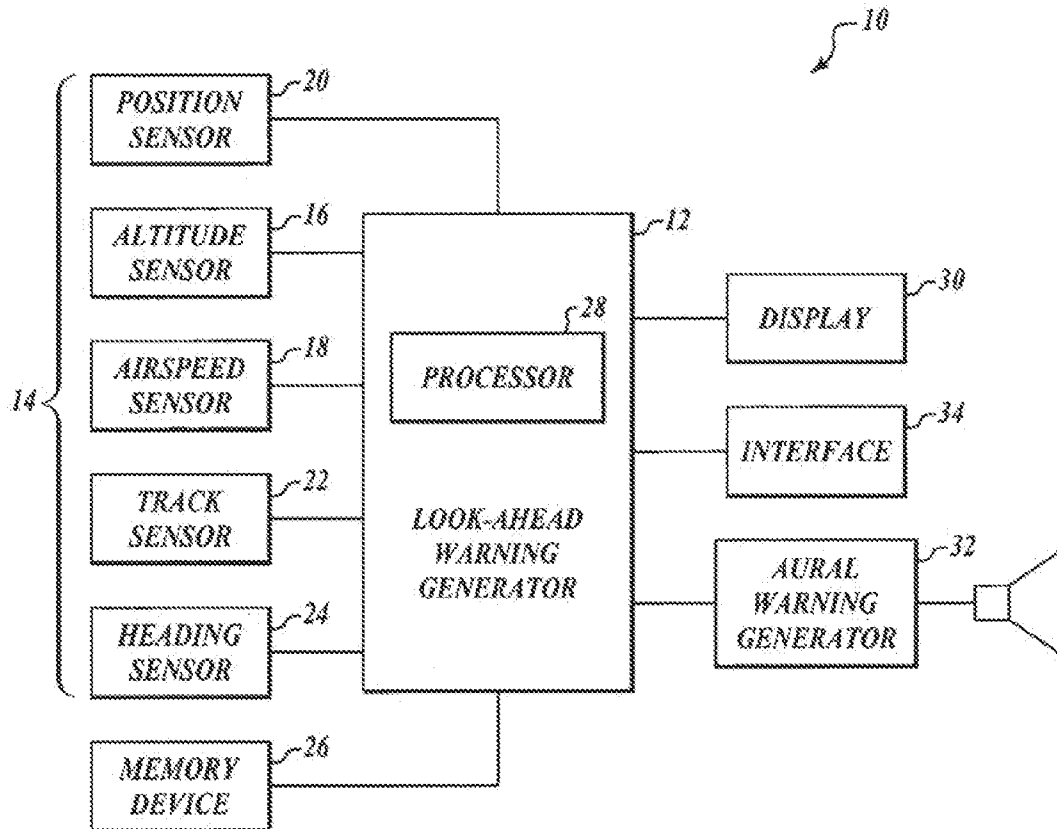 10
20
POSITION
SENSOR
16
ALTITUDE
SENSOR
12
30
DISPLAY
28
PROCESSOR
18
AIRSPEED
SENSOR
14
34
INTERFACE
22
TRACK
SENSOR
LOOK-AHEAD
WARNING
GENERATOR
32
AURAL
WARNING
GENERATOR
24
HEADING
SENSOR
26
MEMORY
DEVICE